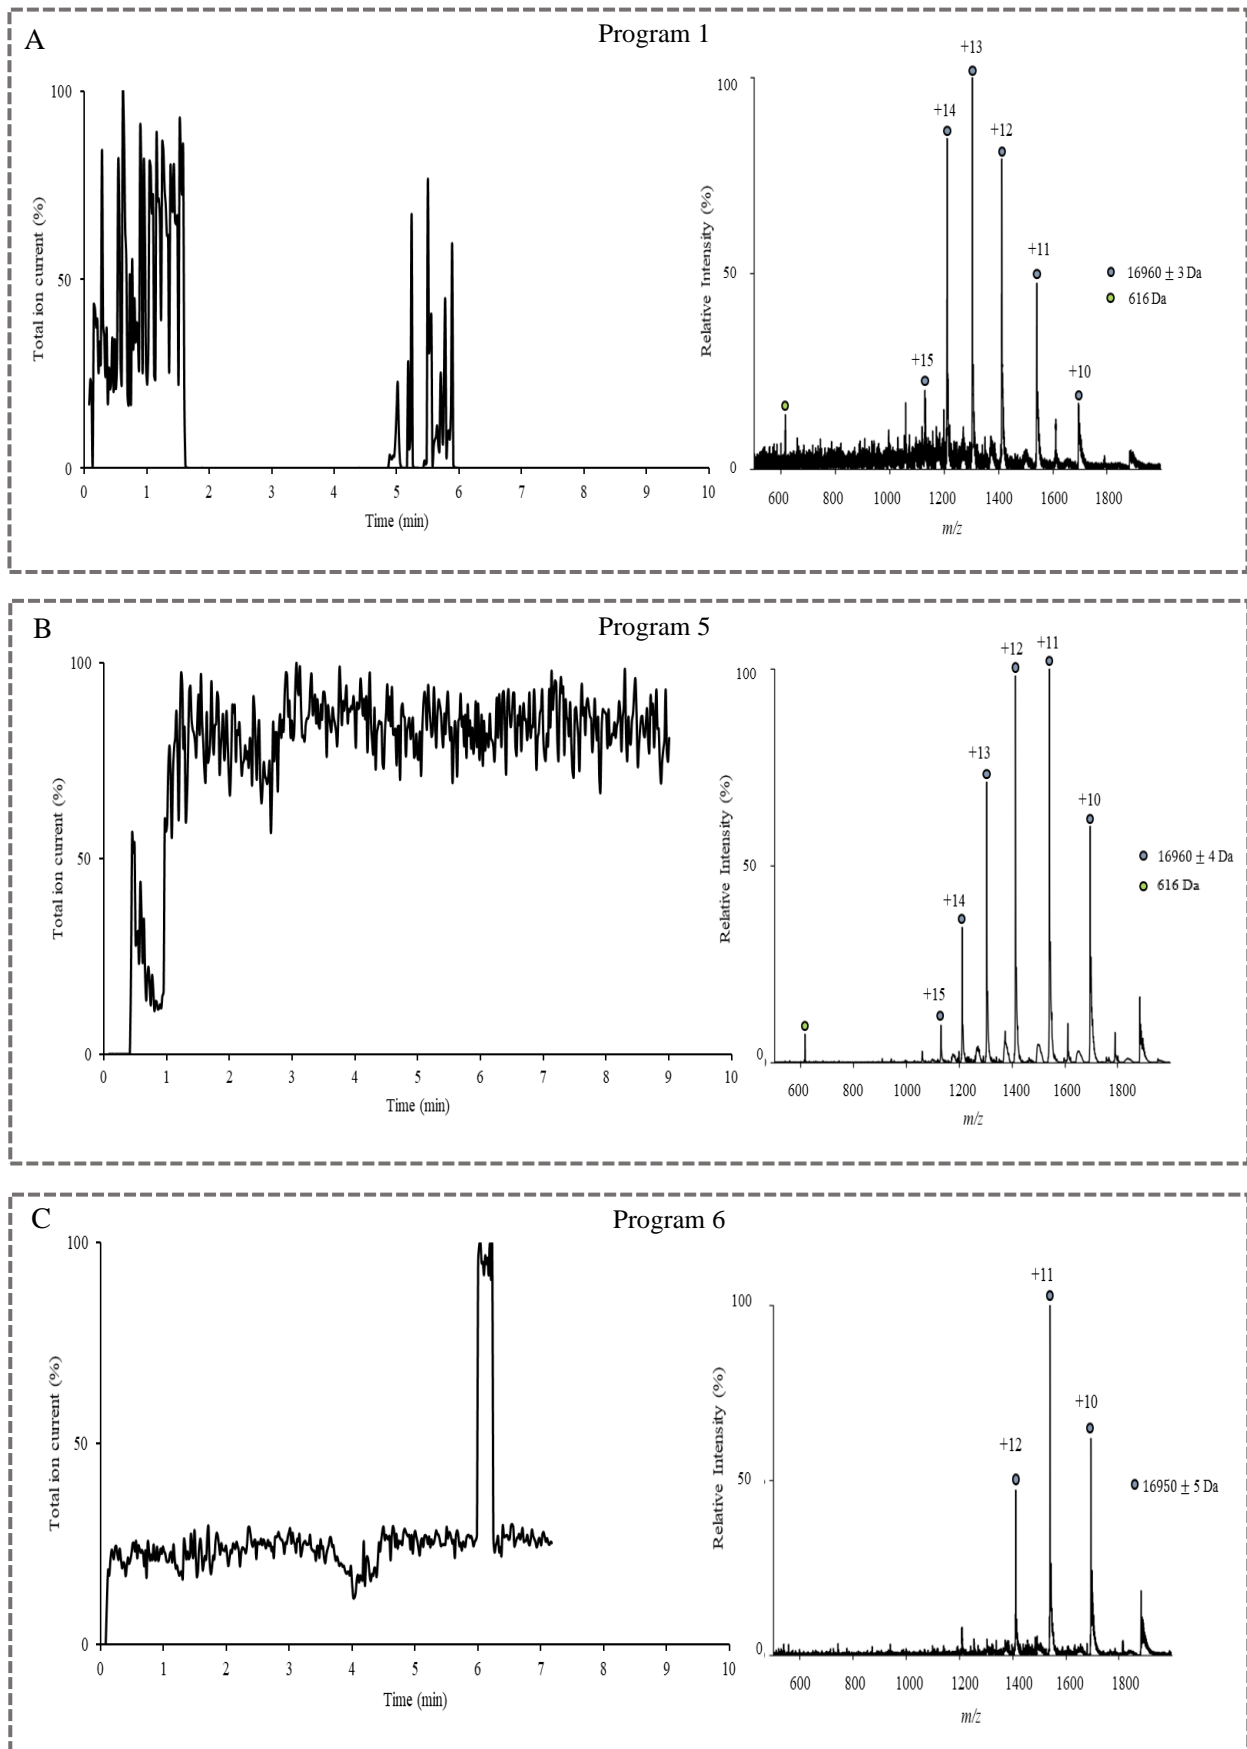 A
Program 1
100
50
0
Total ion current (%)
0 1 2 3 4 5 6 7 8 9 10
Time (min)
100
50
0
Relative Intensity (%)
+15
+14
+13
+12
+11
+10
16960 ± 3 Da
616 Da
600 800 1000 1200 1400 1600 1800
m/z
B
Program 5
100
50
0
Total ion current (%)
0 1 2 3 4 5 6 7 8 9 10
Time (min)
100
50
0
Relative Intensity (%)
+15
+14
+13
+12
+11
+10
16960 ± 4 Da
616 Da
600 800 1000 1200 1400 1600 1800
m/z
C
Program 6
100
50
0
Total ion current (%)
0 1 2 3 4 5 6 7 8 9 10
Time (min)
100
50
0
Relative Intensity (%)
+12
+11
+10
16950 ± 5 Da
600 800 1000 1200 1400 1600 1800
m/z